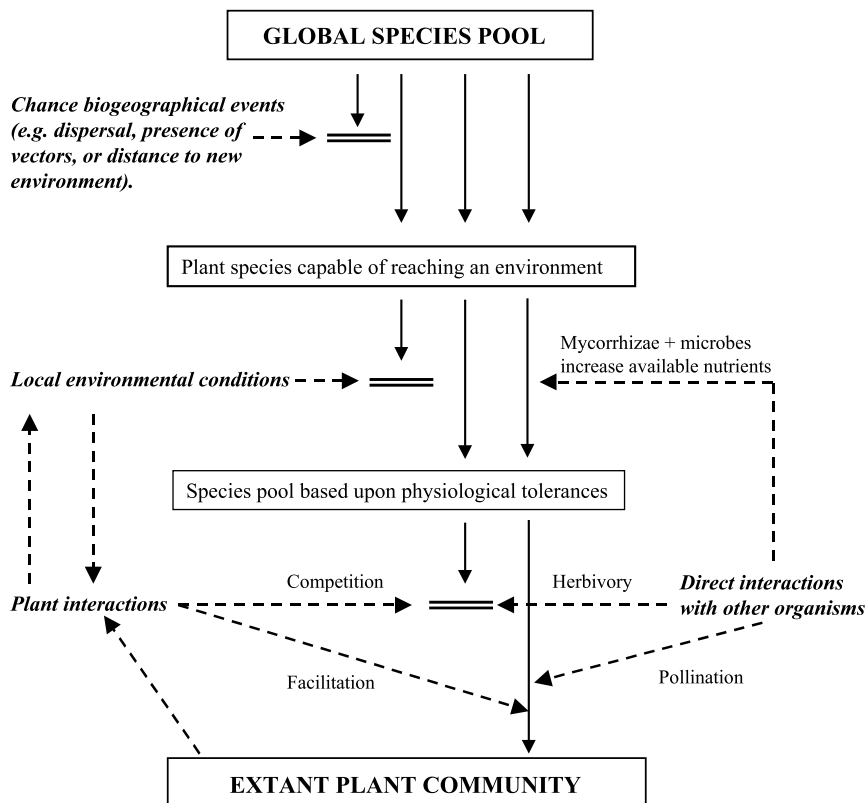 GLOBAL SPECIES POOL
Chance biogeographical events
(e.g. dispersal, presence of
vectors, or distance to new
environment).
Plant species capable of reaching an environment
Mycorrhizae + microbes
increase available nutrients
Local environmental conditions
Species pool based upon physiological tolerances
Competition
Herbivory
Plant interactions
Direct interactions
with other organisms
Facilitation
Pollination
EXTANT PLANT COMMUNITY